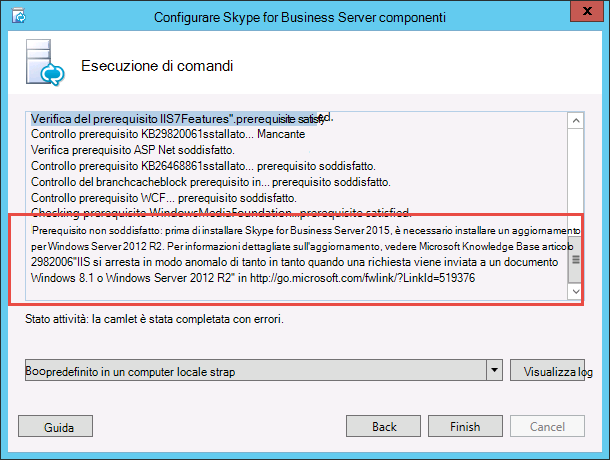 Configurare Skype for Business Server componenti
X
Esecuzione di comandi
Verifica del prerequisito IIS7Features".prerequisite satisfyed.
Controllo prerequisito KB29820061sstallato... Mancante
Verifica prerequisito ASP Net soddisfatto.
Controllo prerequisito KB26468861sstallato... prerequisito soddisfatto.
Controllo del branchcacheblock prerequisito in... prerequisito soddisfatto.
Controllo prerequisito WCF... prerequisito soddisfatto.
Checking prerequisite WindowsMediaFoundation...prerequisite satisfied.
Prerequisito non soddisfatto: prima di installare Skype for Business Server 2015, è necessario installare un aggiornamento
per Windows Server 2012 R2. Per informazioni dettagliate sull'aggiornamento, vedere Microsoft Knowledge Base articolo
2982006"IIS si arresta in modo anomalo di tanto in tanto quando una richiesta viene inviata a un documento
Windows 8.1 o Windows Server 2012 R2" in http://go.microsoft.com/fwlink/?LinkId=519376
Stato attività: la camlet è stata completata con errori.
Boopredefinito in un computer locale strap
Visualizza log
Guida
Back
Finish
Cancel